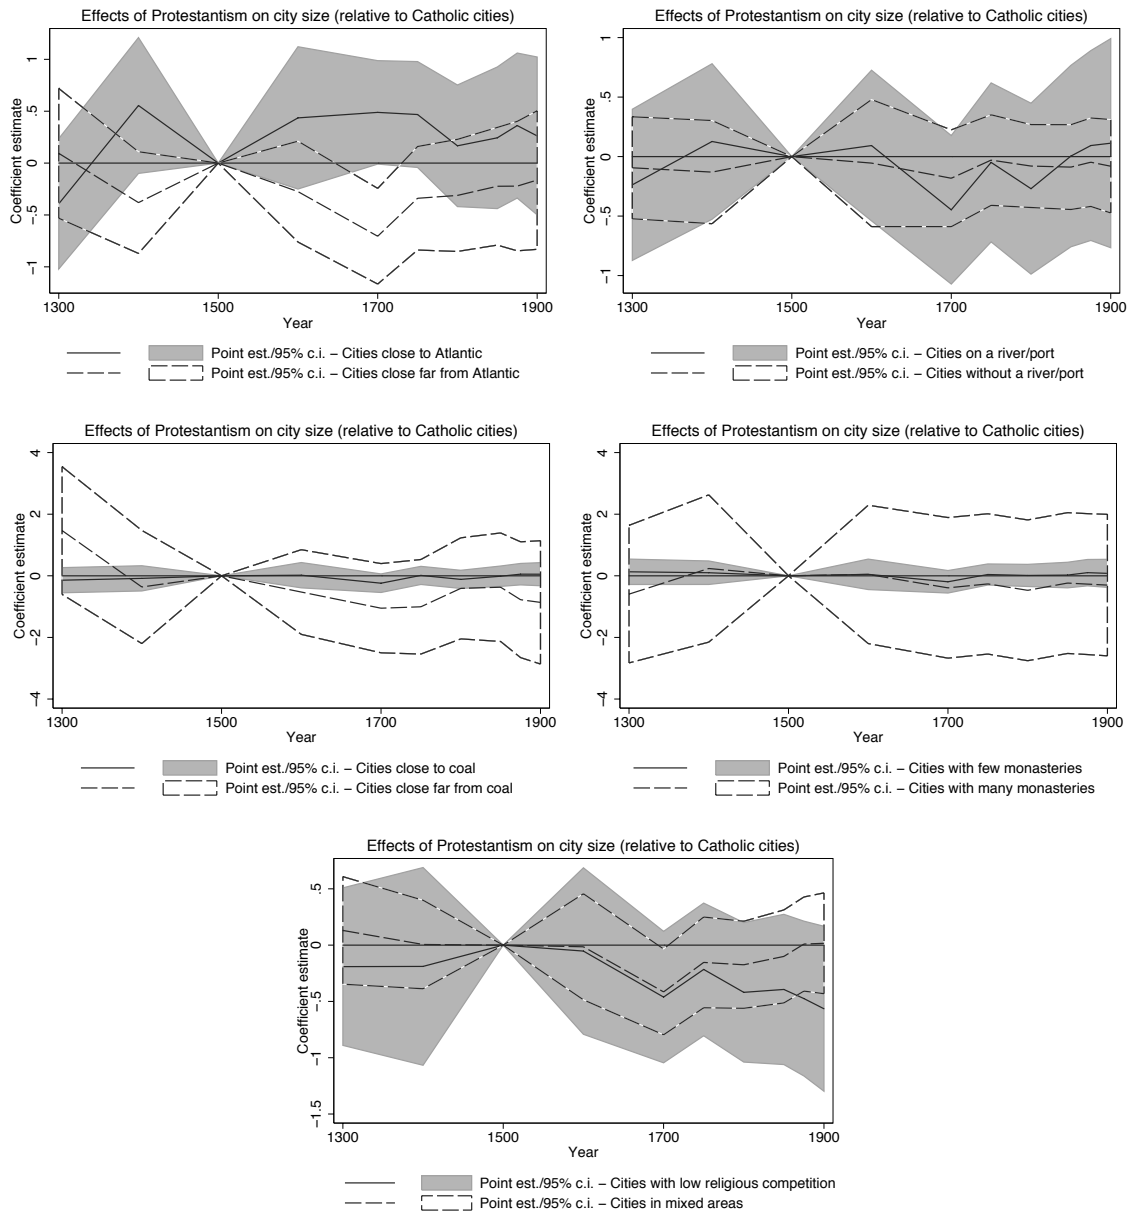 Effects of Protestantism on city size (relative to Catholic cities)
Coefficient estimate
1
.5
0
−.5
−1
1300
1500
1700
1900
Year
Point est./95% c.i. − Cities close to Atlantic
Point est./95% c.i. − Cities close far from Atlantic
Effects of Protestantism on city size (relative to Catholic cities)
Coefficient estimate
1
.5
0
−.5
−1
1300
1500
1700
1900
Year
Point est./95% c.i. − Cities on a river/port
Point est./95% c.i. − Cities without a river/port
Effects of Protestantism on city size (relative to Catholic cities)
Coefficient estimate
4
2
0
−2
−4
1300
1500
1700
1900
Year
Point est./95% c.i. − Cities close to coal
Point est./95% c.i. − Cities close far from coal
Effects of Protestantism on city size (relative to Catholic cities)
Coefficient estimate
4
2
0
−2
−4
1300
1500
1700
1900
Year
Point est./95% c.i. − Cities with few monasteries
Point est./95% c.i. − Cities with many monasteries
Effects of Protestantism on city size (relative to Catholic cities)
Coefficient estimate
.5
0
−.5
−1
−1.5
1300
1500
1700
1900
Year
Point est./95% c.i. − Cities with low religious competition
Point est./95% c.i. − Cities in mixed areas